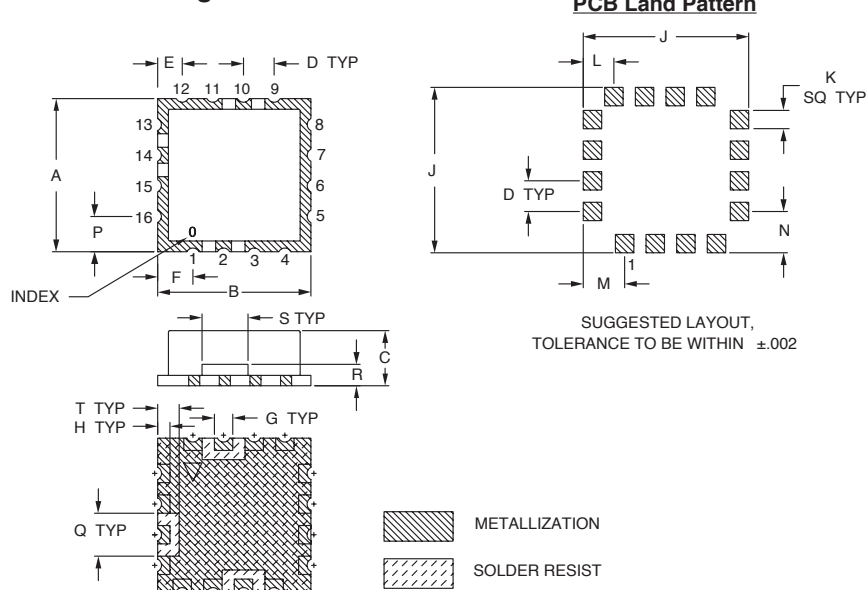 PCB Land Pattern
E
D TYP
12 11 10 9
13
14
15
16
8
7
6
5
A
P
0
1 2 3 4
F
B
INDEX
J
L
K
SQ TYP
J
D TYP
N
1
M
SUGGESTED LAYOUT,
TOLERANCE TO BE WITHIN ±.002
S TYP
C
R
T TYP
H TYP
G TYP
Q TYP
METALLIZATION
SOLDER RESIST